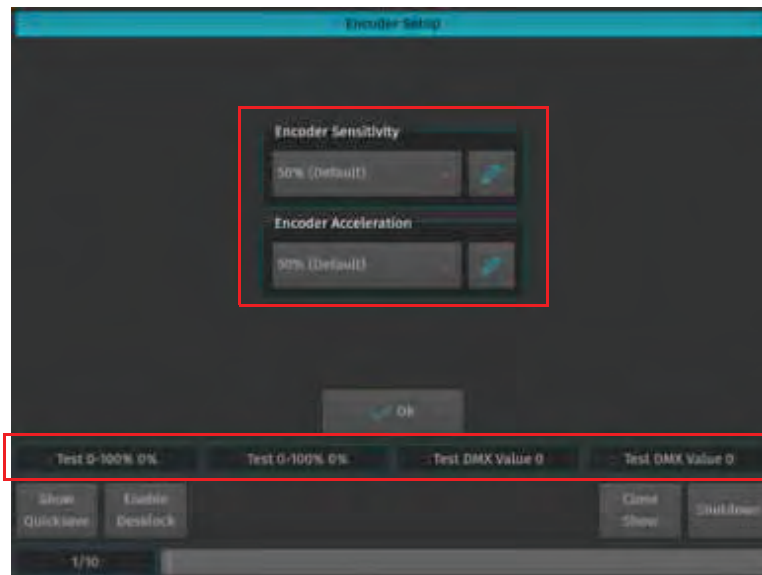 Encoder Setup
Encoder Sensitivity
50% (Default)
Encoder Acceleration
50% (Default)
Ok
Test 0-100% 0%
Test 0-100% 0%
Test DMX Value 0
Test DMX Value 0
Show Quicksave
Enable Desklock
Close Show
Shutdown
1/10